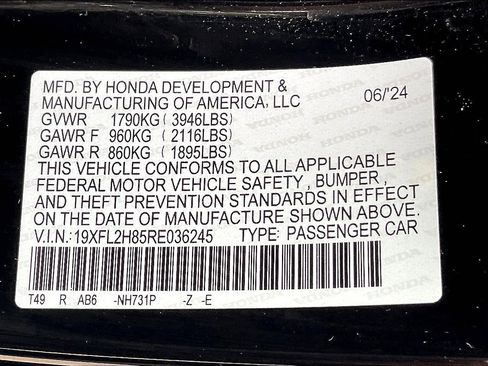 MFD. BY HONDA DEVELOPMENT &
MANUFACTURING OF AMERICA, LLC 06/'24
GVWR 1790KG (3946LBS)
GAWR F 960KG (2116LBS)
GAWR R 860KG (1895LBS)
THIS VEHICLE CONFORMS TO ALL APPLICABLE
FEDERAL MOTOR VEHICLE SAFETY, BUMPER,
AND THEFT PREVENTION STANDARDS IN EFFECT
ON THE DATE OF MANUFACTURE SHOWN ABOVE.
V.I.N.:19XFL2H85RE036245 TYPE: PASSENGER CAR
T49 R AB6 -NH731P -Z -E